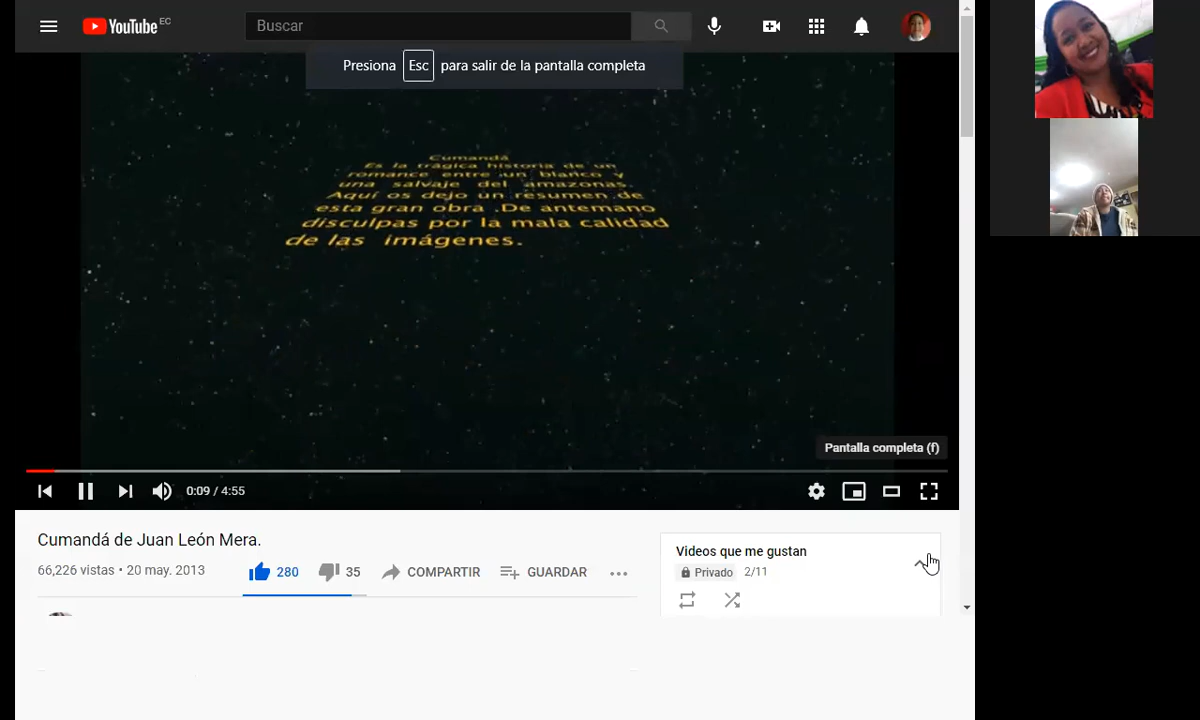 YouTube EC
Buscar
Presiona Esc para salir de la pantalla completa
Cumandá
Es la trágica historia de un
romance entre un blanco y
una salvaje del amazonas.
Aquí os dejo un resumen de
esta gran obra .De antemano
disculpas por la mala calidad
de las imágenes.
Pantalla completa (f)
0:09 / 4:55
Cumandá de Juan León Mera.
66,226 vistas • 20 may. 2013
280
35
COMPARTIR
GUARDAR
Videos que me gustan
Privado 2/11